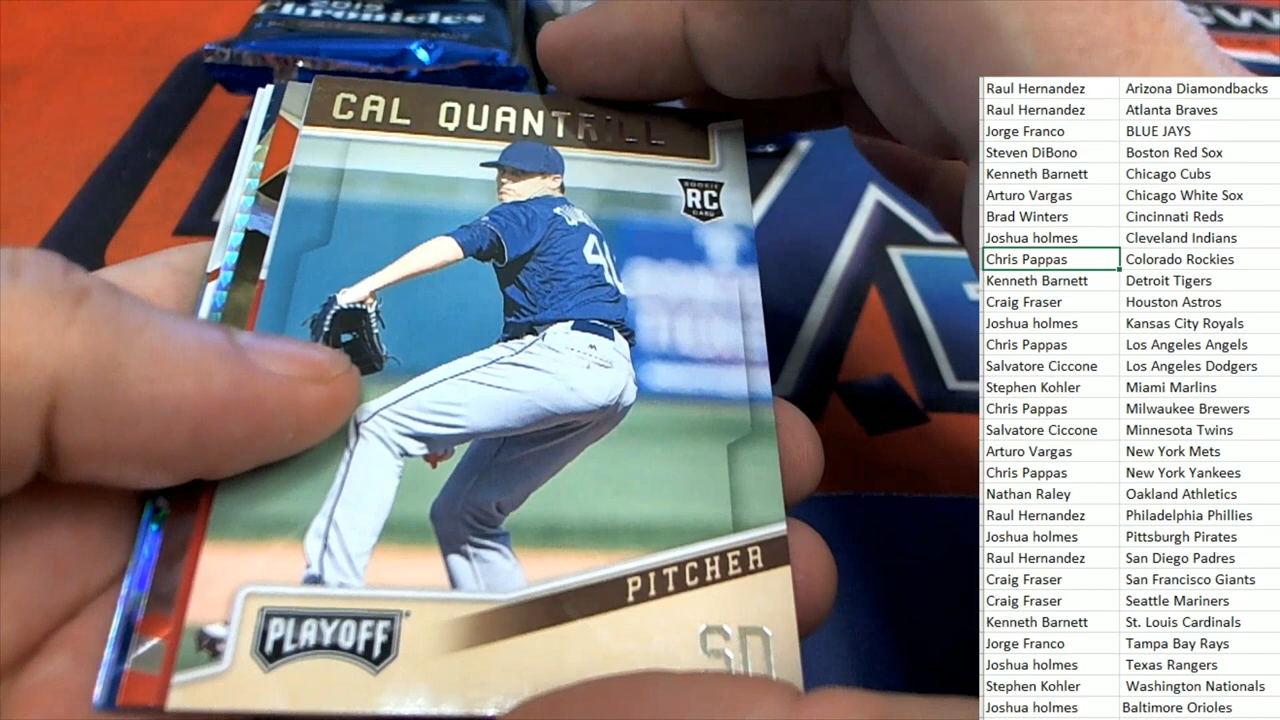 2019
Chronicles
CAL QUANTRILL
ROOKIE
RC
CARD
PITCHER
PLAYOFF
SD
Raul Hernandez Arizona Diamondbacks
Raul Hernandez Atlanta Braves
Jorge Franco BLUE JAYS
Steven DiBono Boston Red Sox
Kenneth Barnett Chicago Cubs
Arturo Vargas Chicago White Sox
Brad Winters Cincinnati Reds
Joshua holmes Cleveland Indians
Chris Pappas Colorado Rockies
Kenneth Barnett Detroit Tigers
Craig Fraser Houston Astros
Joshua holmes Kansas City Royals
Chris Pappas Los Angeles Angels
Salvatore Ciccone Los Angeles Dodgers
Stephen Kohler Miami Marlins
Chris Pappas Milwaukee Brewers
Salvatore Ciccone Minnesota Twins
Arturo Vargas New York Mets
Chris Pappas New York Yankees
Nathan Raley Oakland Athletics
Raul Hernandez Philadelphia Phillies
Joshua holmes Pittsburgh Pirates
Raul Hernandez San Diego Padres
Craig Fraser San Francisco Giants
Craig Fraser Seattle Mariners
Kenneth Barnett St. Louis Cardinals
Jorge Franco Tampa Bay Rays
Joshua holmes Texas Rangers
Stephen Kohler Washington Nationals
Joshua holmes Baltimore Orioles